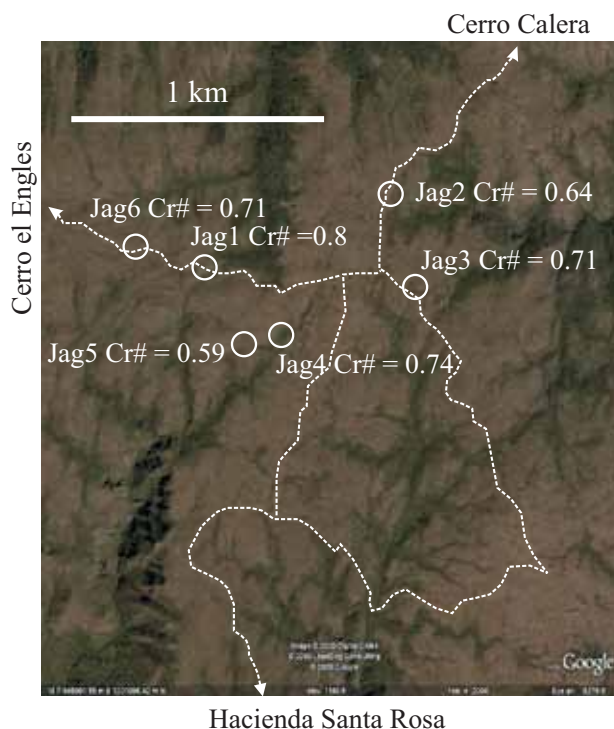 Cerro Calera
1 km
Jag2 Cr# = 0.64
Jag6 Cr# = 0.71
Jag1 Cr# =0.8
Jag3 Cr# = 0.71
Cerro el Engles
Jag5 Cr# = 0.59
Jag4 Cr# = 0.74
Google
Hacienda Santa Rosa